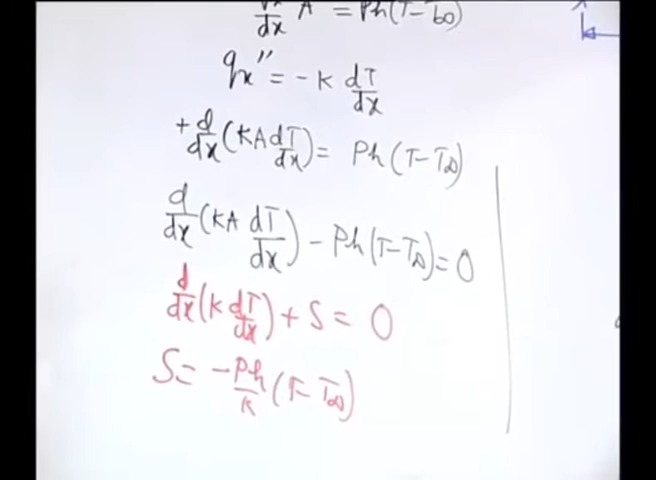 /dx A = Ph(T-T∞)
qx" = -K dT/dx
+d/dx(KA dT/dx) = Ph(T-T∞)
d/dx(KA dT/dx) - Ph(T-T∞) = 0
d/dx(K dT/dx) + S = 0
S = -Ph/K (T-T∞)